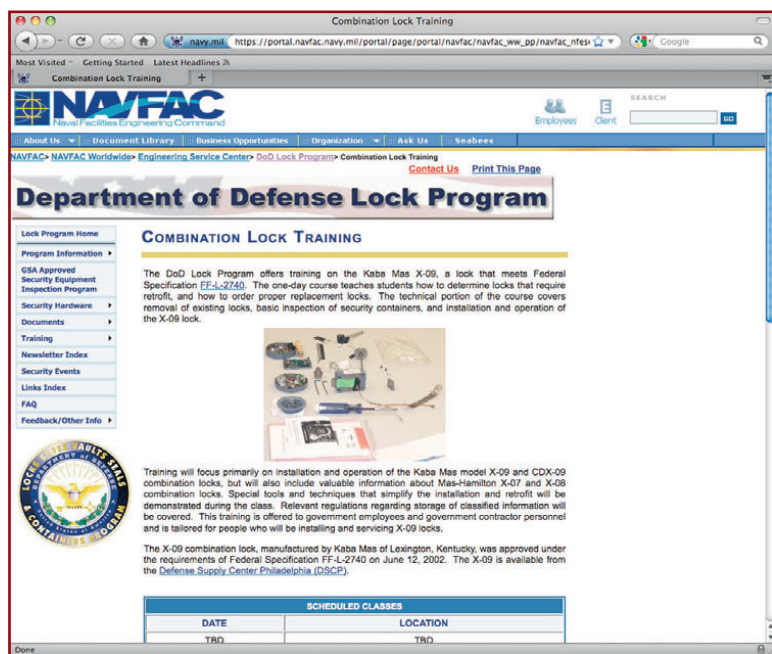 Combination Lock Training
navy.mil https://portal.navfac.navy.mil/portal/page/portal/navfac/navfac_ww_pp/navfac_nfes
Google
Most Visited Getting Started Latest Headlines
Combination Lock Training +
NAVFAC
Naval Facilities Engineering Command
Employees Client
SEARCH
GO
About Us Document Library Business Opportunities Organization Ask Us Seabees
NAVFAC> NAVFAC Worldwide> Engineering Service Center> DoD Lock Program> Combination Lock Training
Contact Us Print This Page
Department of Defense Lock Program
Lock Program Home
Program Information
GSA Approved
Security Equipment
Inspection Program
Security Hardware
Documents
Training
Newsletter Index
Security Events
Links Index
FAQ
Feedback/Other Info
LOCKS SAFES VAULTS SEALS
& CONTAINERS PROGRAM
DEPARTMENT OF DEFENSE
United States of America
COMBINATION LOCK TRAINING
The DoD Lock Program offers training on the Kaba Mas X-09, a lock that meets Federal
Specification FF-L-2740. The one-day course teaches students how to determine locks that require
retrofit, and how to order proper replacement locks. The technical portion of the course covers
removal of existing locks, basic inspection of security containers, and installation and operation of
the X-09 lock.
Training will focus primarily on installation and operation of the Kaba Mas model X-09 and CDX-09
combination locks, but will also include valuable information about Mas-Hamilton X-07 and X-08
combination locks. Special tools and techniques that simplify the installation and retrofit will be
demonstrated during the class. Relevant regulations regarding storage of classified information will
be covered. This training is offered to government employees and government contractor personnel
and is tailored for people who will be installing and servicing X-09 locks.
The X-09 combination lock, manufactured by Kaba Mas of Lexington, Kentucky, was approved under
the requirements of Federal Specification FF-L-2740 on June 12, 2002. The X-09 is available from
the Defense Supply Center Philadelphia (DSCP).
SCHEDULED CLASSES
DATE LOCATION
TBD TBD
Done